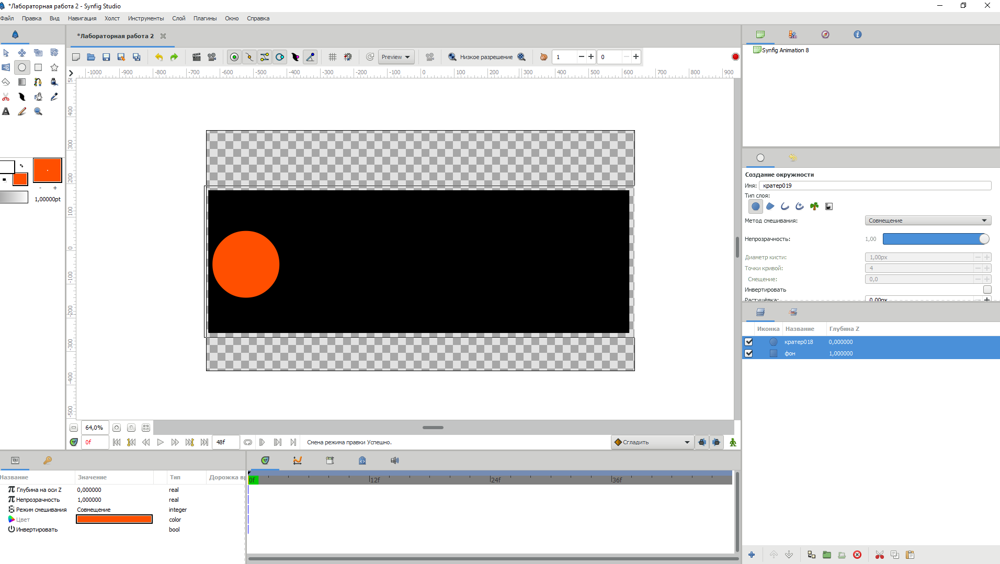 *Лабораторная работа 2 - Synfig Studio
Файл Правка Вид Навигация Холст Инструменты Слой Плагины Окно Справка
*Лабораторная работа 2
Preview Низкое разрешение 1 0
-1000 -900 -800 -700 -600 -500 -400 -300 -200 -100 0 100 200 300 400 500 600 700 800 900
400
300
200
100
0
-100
-200
-300
-400
-500
- +
1,00000pt
Synfig Animation 8
Создание окружности
Имя: кратер019
Тип слоя:
Метод смешивания: Совмещение
Непрозрачность: 1,00
Диаметр кисти: 1,00px
Точки кривой: 4
Смещение: 0,0
Инвертировать
Растушёвка: 0,00px
Иконка Название Глубина Z
кратер018 0,000000
фон 1,000000
64,0%
0f 48f Смена режима правки Успешно. Сгладить
Название Значение Тип Дорожка в
Глубина на оси Z 0,000000 real
Непрозрачность 1,000000 real
Режим смешивания Совмещение integer
Цвет color
Инвертировать bool
0f 12f 24f 36f